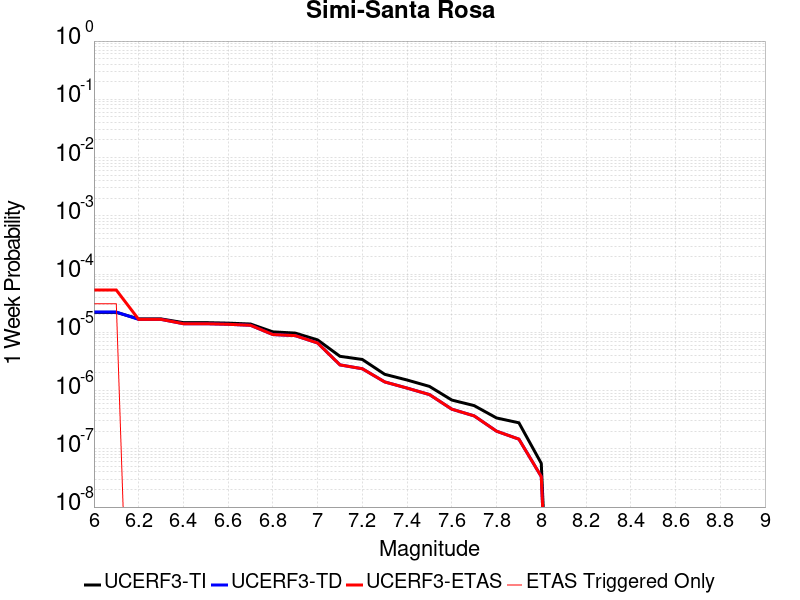 Simi-Santa Rosa
10^0
10^-1
10^-2
10^-3
10^-4
10^-5
10^-6
10^-7
10^-8
1 Week Probability
6 6.2 6.4 6.6 6.8 7 7.2 7.4 7.6 7.8 8 8.2 8.4 8.6 8.8 9
Magnitude
UCERF3-TI UCERF3-TD UCERF3-ETAS ETAS Triggered Only